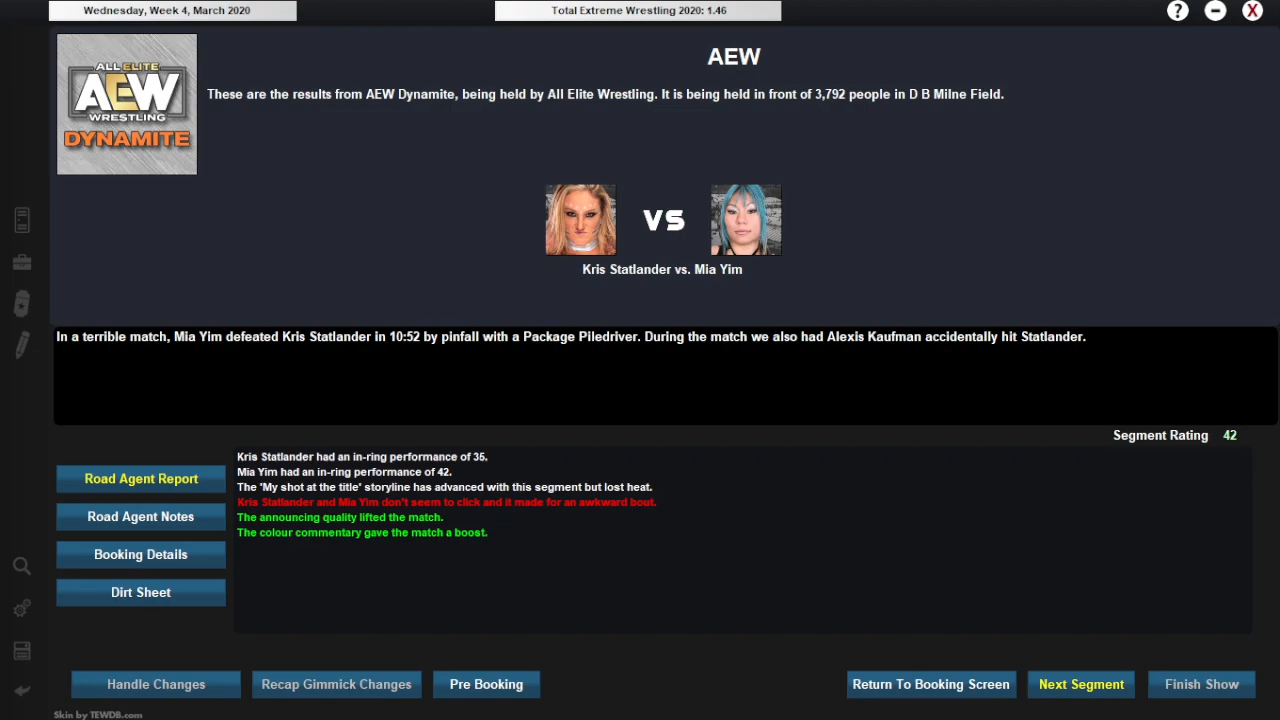 Wednesday, Week 4, March 2020
Total Extreme Wrestling 2020: 1.46
?
X
ALL ELITE
AEW
WRESTLING
DYNAMITE
AEW
These are the results from AEW Dynamite, being held by All Elite Wrestling. It is being held in front of 3,792 people in D B Milne Field.
VS
Kris Statlander vs. Mia Yim
In a terrible match, Mia Yim defeated Kris Statlander in 10:52 by pinfall with a Package Piledriver. During the match we also had Alexis Kaufman accidentally hit Statlander.
Segment Rating 42
Road Agent Report
Road Agent Notes
Booking Details
Dirt Sheet
Kris Statlander had an in-ring performance of 35.
Mia Yim had an in-ring performance of 42.
The 'My shot at the title' storyline has advanced with this segment but lost heat.
Kris Statlander and Mia Yim don't seem to click and it made for an awkward bout.
The announcing quality lifted the match.
The colour commentary gave the match a boost.
Handle Changes
Recap Gimmick Changes
Pre Booking
Return To Booking Screen
Next Segment
Finish Show
Skin by TEWDB.com